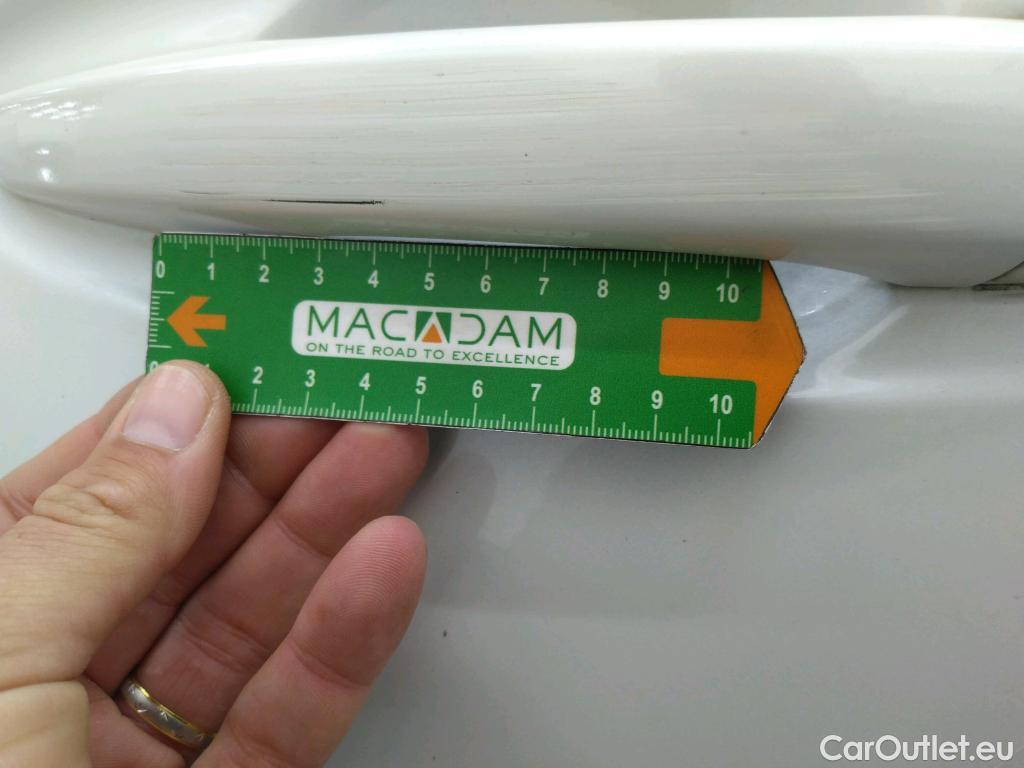 0 1 2 3 4 5 6 7 8 9 10
MACADAM
ON THE ROAD TO EXCELLENCE
2 3 4 5 6 7 8 9 10
CarOutlet.eu